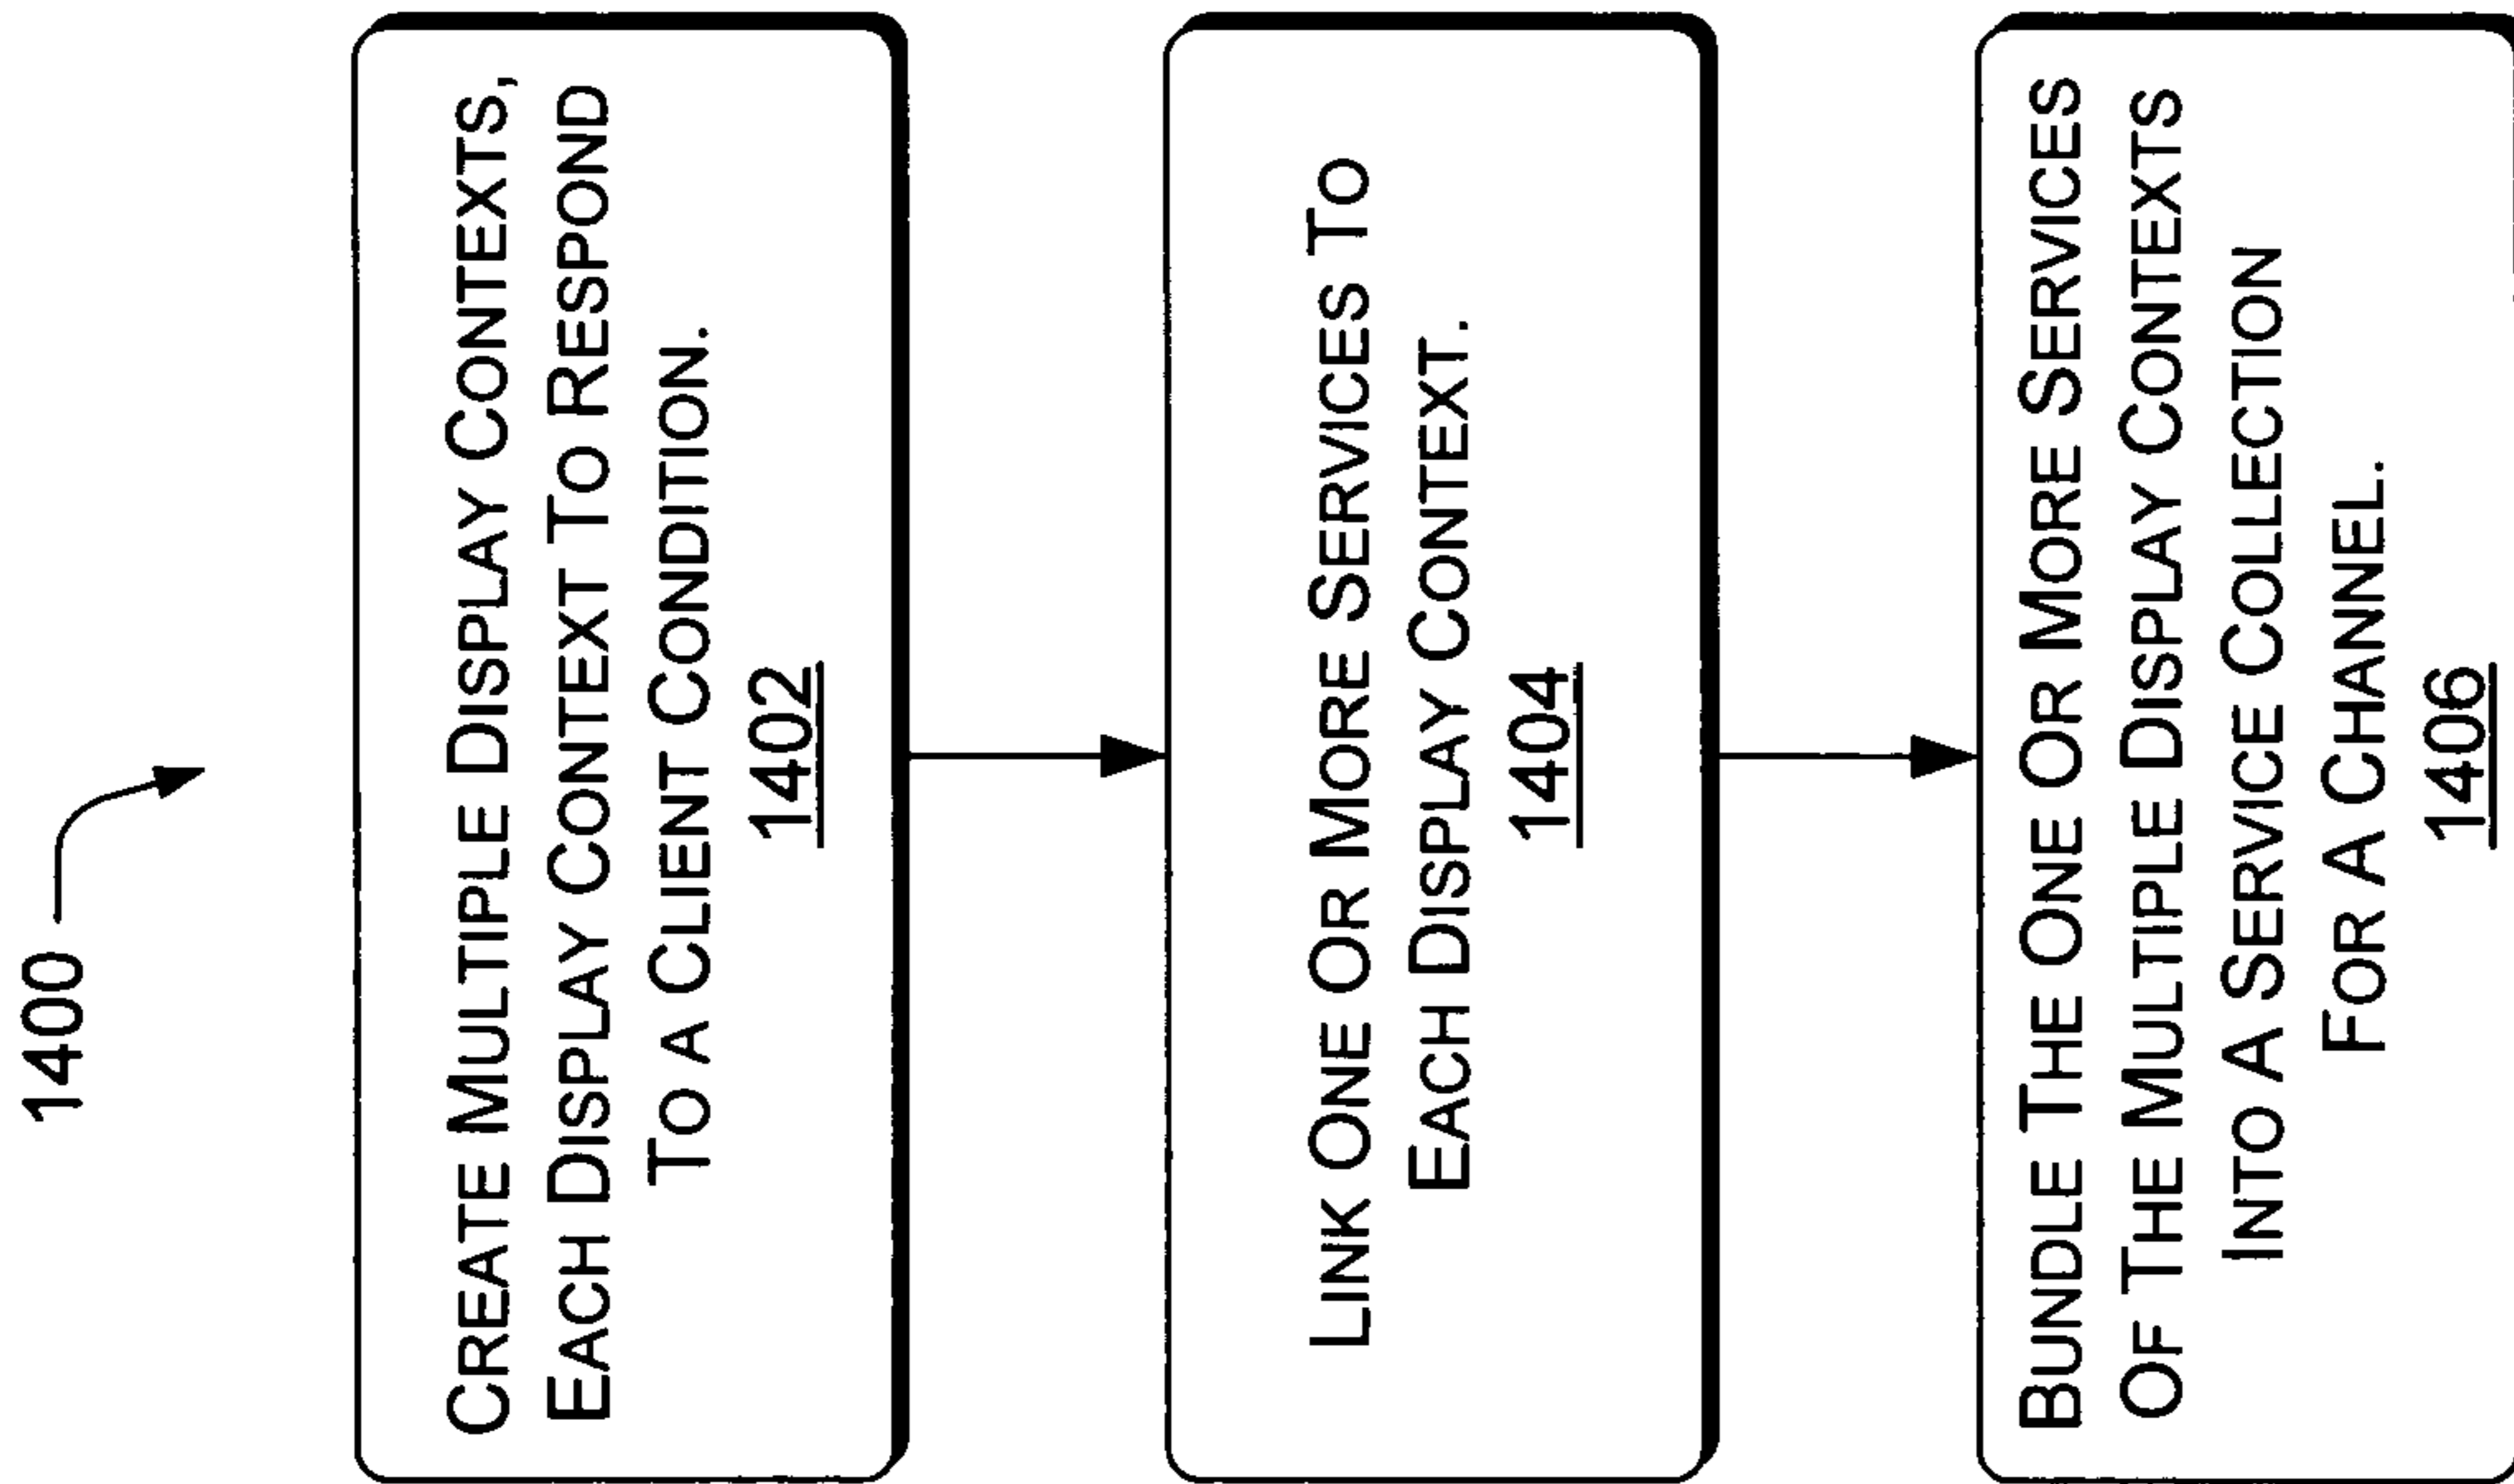 1400
CREATE MULTIPLE DISPLAY CONTEXTS,
EACH DISPLAY CONTEXT TO RESPOND
TO A CLIENT CONDITION.
1402
LINK ONE OR MORE SERVICES TO
EACH DISPLAY CONTEXT.
1404
BUNDLE THE ONE OR MORE SERVICES
OF THE MULTIPLE DISPLAY CONTEXTS
INTO A SERVICE COLLECTION
FOR A CHANNEL.
1406